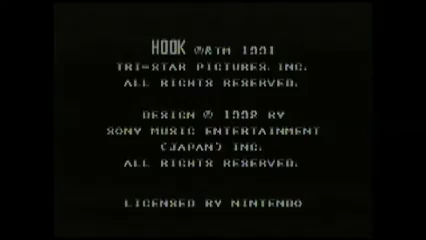 HOOK ©&TM 1991
TRI-STAR PICTURES, INC.
ALL RIGHTS RESERVED.
DESIGN © 1992 BY
SONY MUSIC ENTERTAINMENT
(JAPAN) INC.
ALL RIGHTS RESERVED.
LICENSED BY NINTENDO